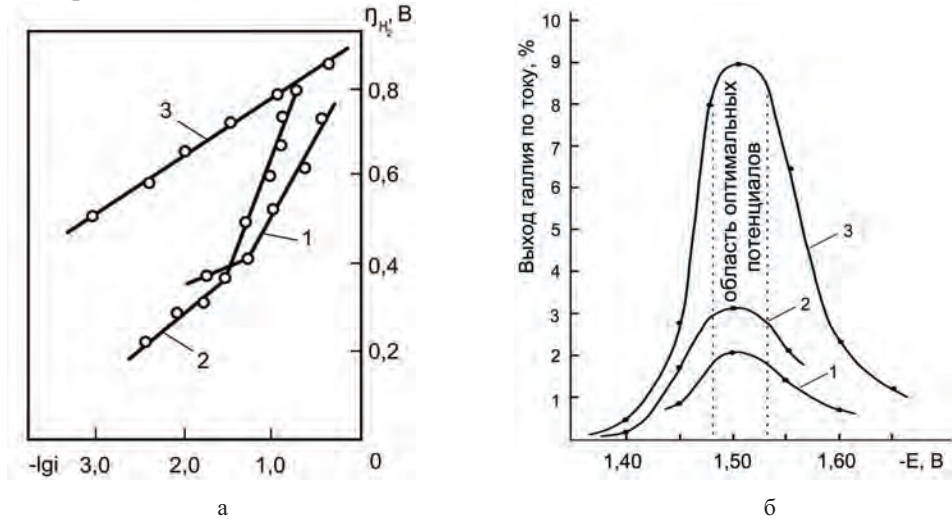 ηH₂, В
0,8
0,6
0,4
0,2
0
3
1
2
-lgi 3,0 2,0 1,0
а
Выход галлия по току, %
10
9
8
7
6
5
4
3
2
1
область оптимальных
потенциалов
3
2
1
1,40 1,50 1,60 -E, В
б